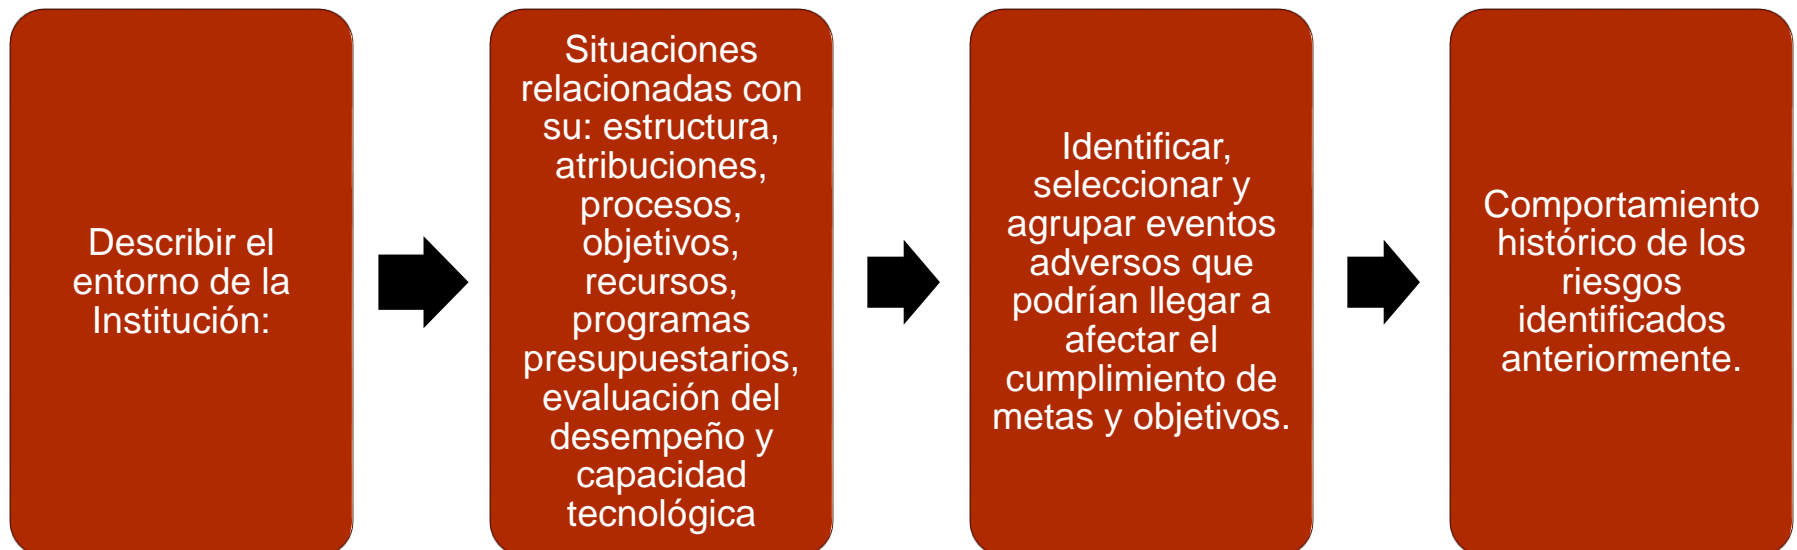 Describir el
entorno de la
Institución:
Situaciones
relacionadas con
su: estructura,
atribuciones,
procesos,
objetivos,
recursos,
programas
presupuestarios,
evaluación del
desempeño y
capacidad
tecnológica
Identificar,
seleccionar y
agrupar eventos
adversos que
podrían llegar a
afectar el
cumplimiento de
metas y objetivos.
Comportamiento
histórico de los
riesgos
identificados
anteriormente.